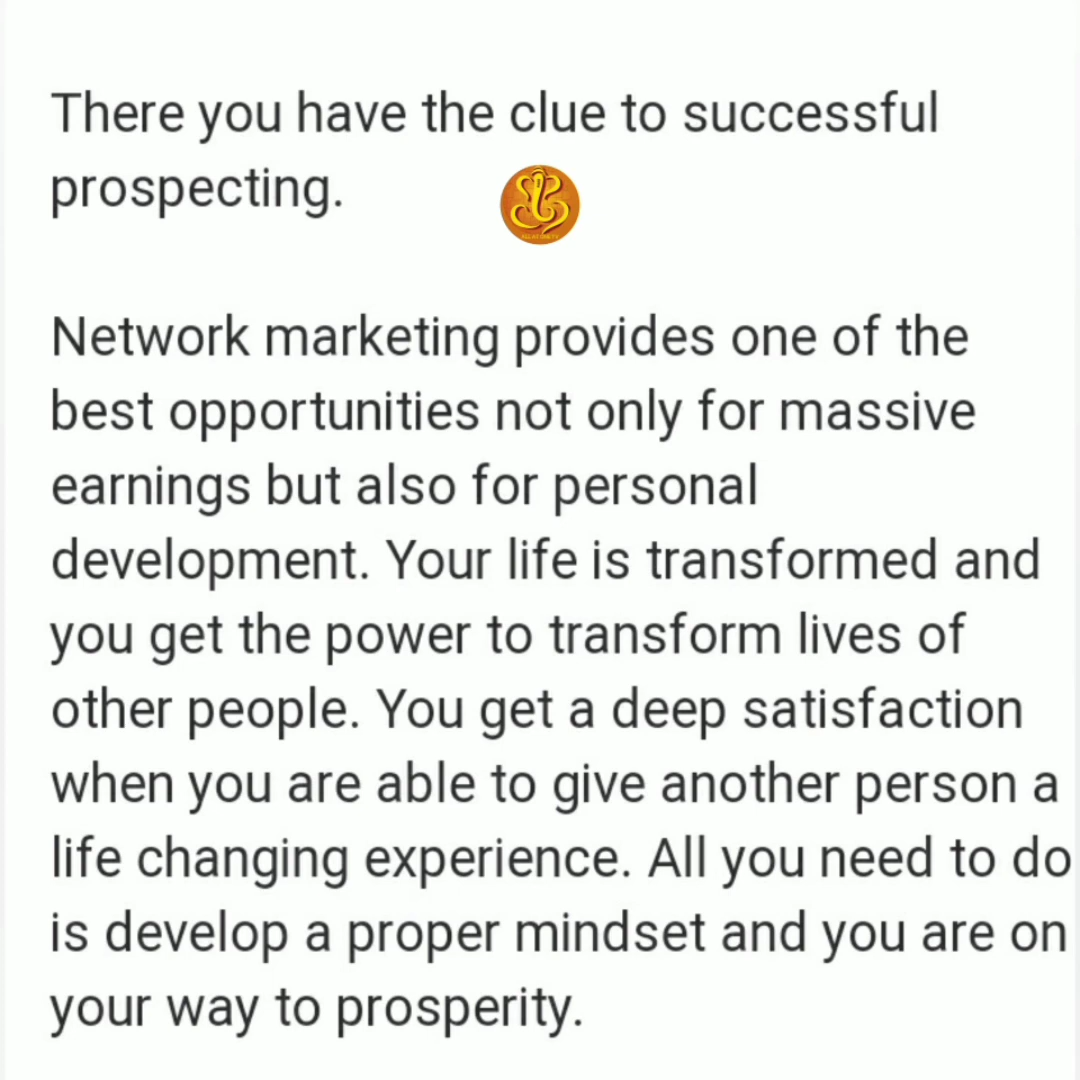 There you have the clue to successful
prospecting.
Network marketing provides one of the
best opportunities not only for massive
earnings but also for personal
development. Your life is transformed and
you get the power to transform lives of
other people. You get a deep satisfaction
when you are able to give another person a
life changing experience. All you need to do
is develop a proper mindset and you are on
your way to prosperity.